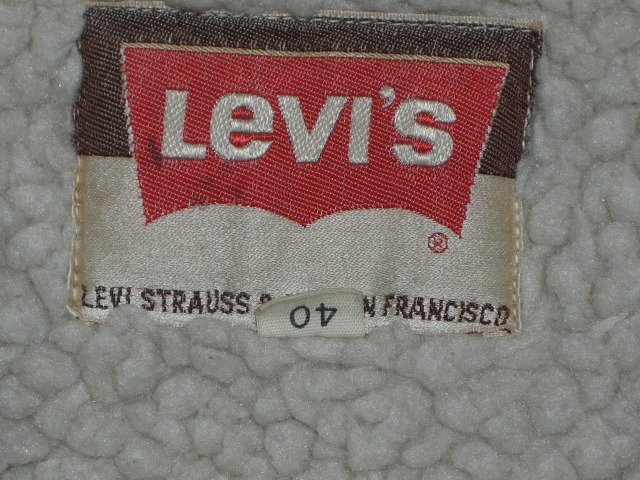 Levi's
®
LEVI STRAUSS & N FRANCISCO
40